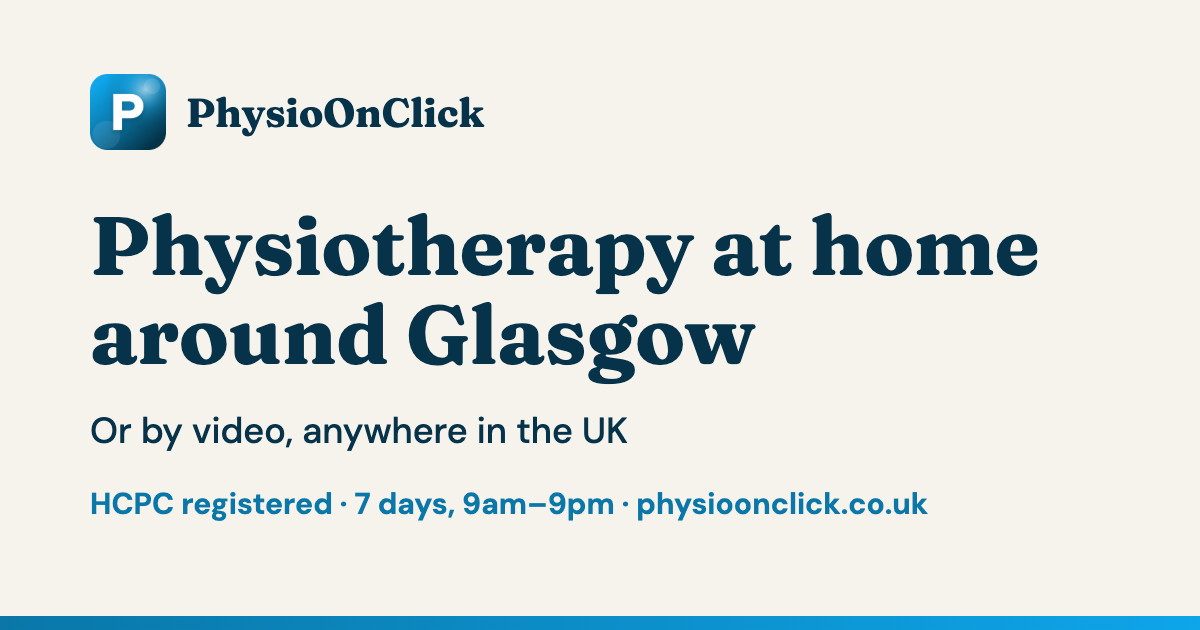 P PhysioOnClick
Physiotherapy at home
around Glasgow
Or by video, anywhere in the UK
HCPC registered · 7 days, 9am–9pm · physioonclick.co.uk